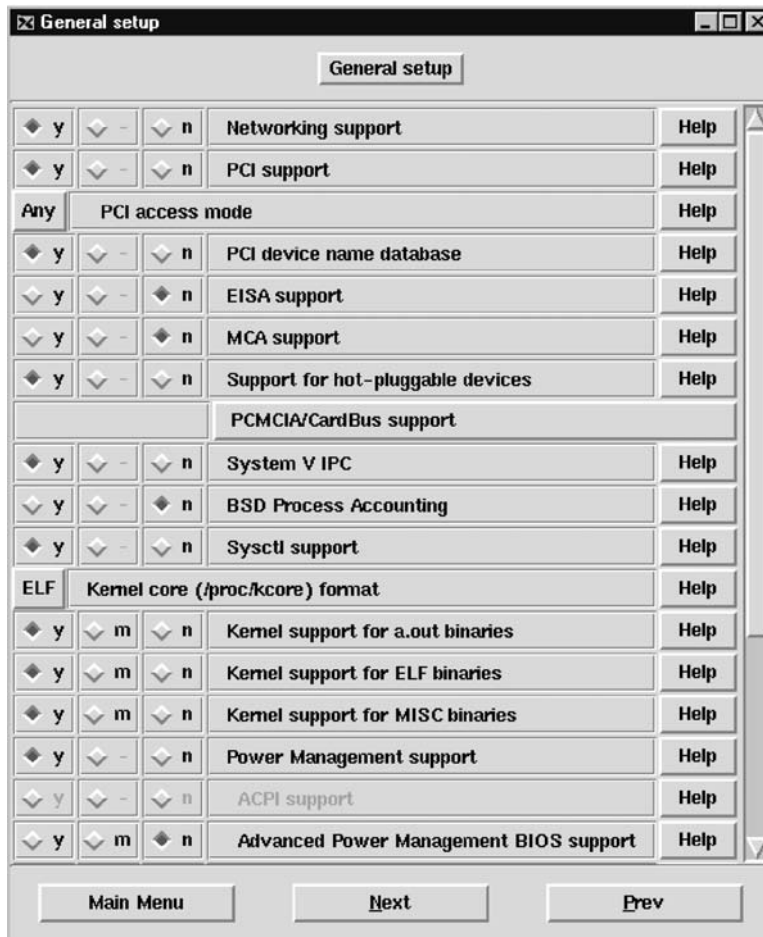 General setup
General setup
y - n Networking support Help
y - n PCI support Help
Any PCI access mode Help
y - n PCI device name database Help
y - n EISA support Help
y - n MCA support Help
y - n Support for hot-pluggable devices Help
PCMCIA/CardBus support
y - n System V IPC Help
y - n BSD Process Accounting Help
y - n Sysctl support Help
ELF Kernel core (/proc/kcore) format Help
y m n Kernel support for a.out binaries Help
y m n Kernel support for ELF binaries Help
y m n Kernel support for MISC binaries Help
y - n Power Management support Help
y - n ACPI support Help
y m n Advanced Power Management BIOS support Help
Main Menu Next Prev